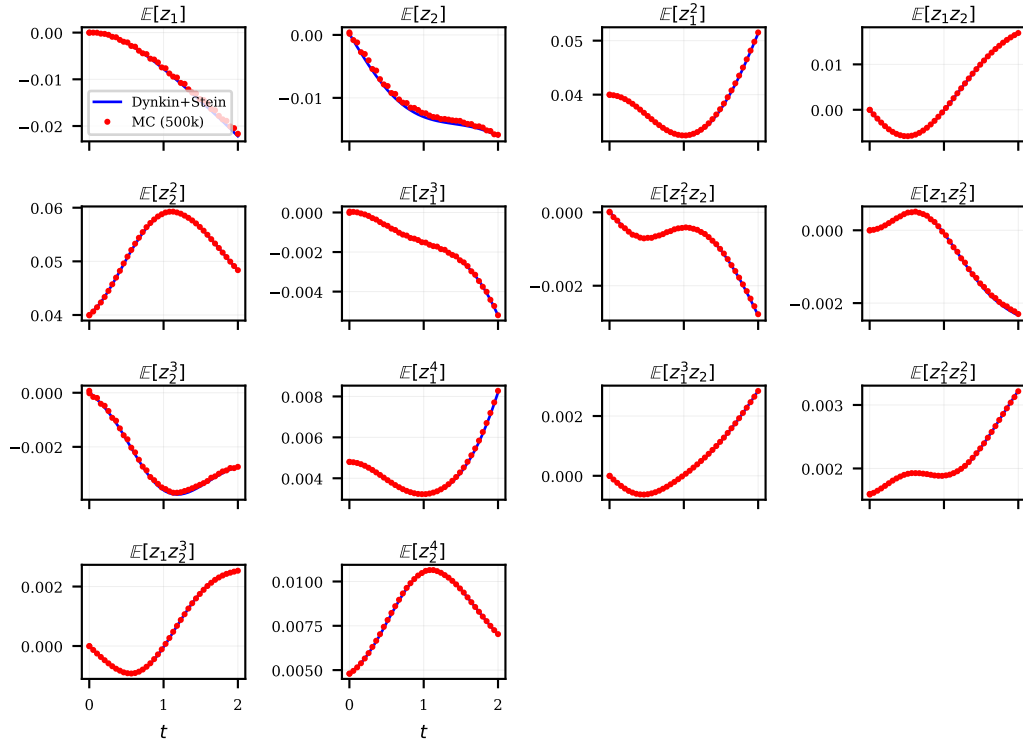 𝔼[z₁]
0.00
−0.01
−0.02
Dynkin+Stein
MC (500k)
𝔼[z₂]
0.00
−0.01
𝔼[z₁²]
0.05
0.04
𝔼[z₁z₂]
0.01
0.00
𝔼[z₂²]
0.06
0.05
0.04
𝔼[z₁³]
0.000
−0.002
−0.004
𝔼[z₁²z₂]
0.000
−0.002
𝔼[z₁z₂²]
0.000
−0.002
𝔼[z₂³]
0.000
−0.002
𝔼[z₁⁴]
0.008
0.006
0.004
𝔼[z₁³z₂]
0.002
0.000
𝔼[z₁²z₂²]
0.003
0.002
𝔼[z₁z₂³]
0.002
0.000
0 1 2
t
𝔼[z₂⁴]
0.0100
0.0075
0.0050
0 1 2
t